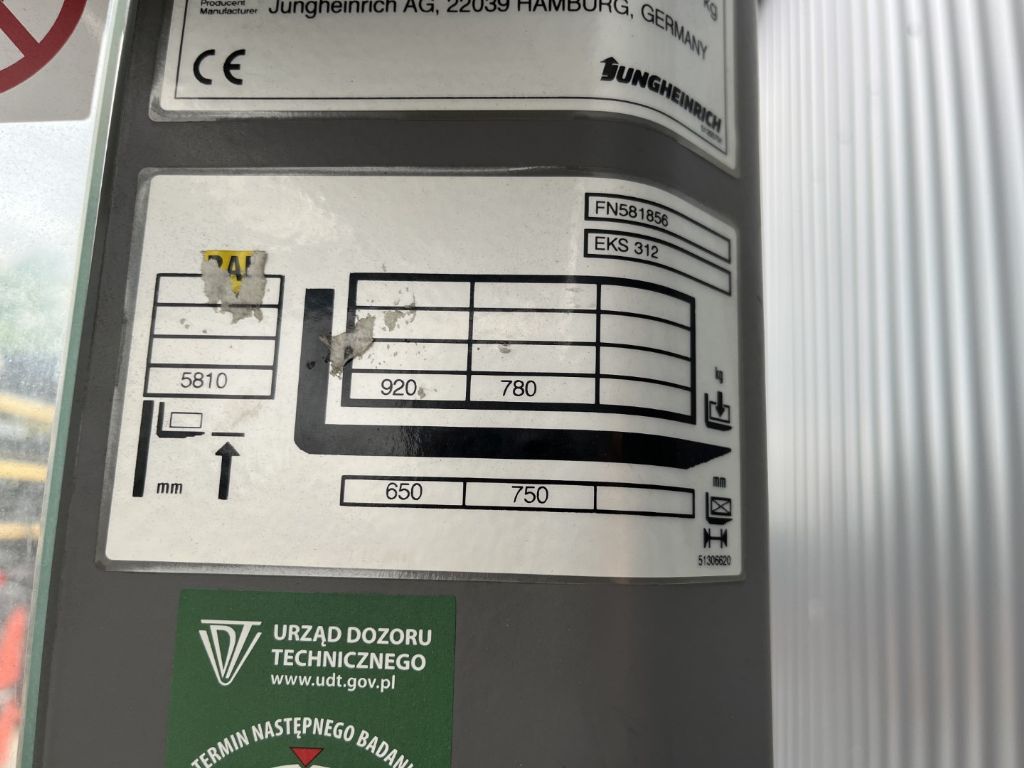 Producent
Manufacturer
Jungheinrich AG, 22039 HAMBURG, GERMANY
kg
CE
JUNGHEINRICH
FN581856
EKS 312
5810
920 780
kg
mm
650 750
mm
51306620
URZĄD DOZORU
TECHNICZNEGO
www.udt.gov.pl
TERMIN NASTĘPNEGO BADANI